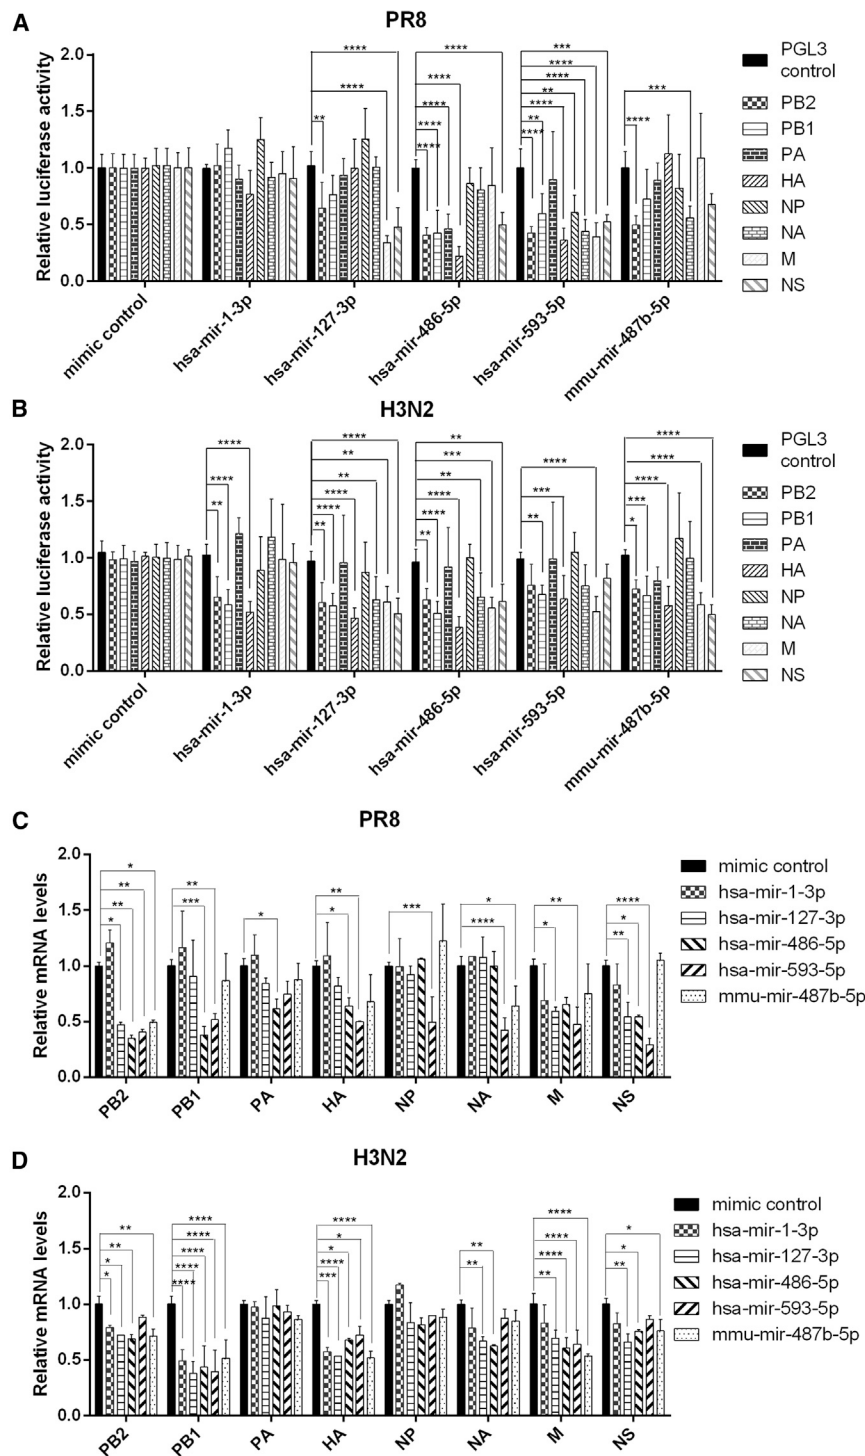 A
PR8
Relative luciferase activity
2.0
1.5
1.0
0.5
0.0
****
****
**
****
****
****
****
****
***
****
****
**
****
**
****
***
****
mimic control
hsa-mir-1-3p
hsa-mir-127-3p
hsa-mir-486-5p
hsa-mir-593-5p
mmu-mir-487b-5p
PGL3
control
PB2
PB1
PA
HA
NP
NA
M
NS
B
H3N2
Relative luciferase activity
2.0
1.5
1.0
0.5
0.0
****
****
**
****
**
**
****
****
**
**
***
**
****
****
**
****
***
**
****
****
****
***
*
mimic control
hsa-mir-1-3p
hsa-mir-127-3p
hsa-mir-486-5p
hsa-mir-593-5p
mmu-mir-487b-5p
PGL3
control
PB2
PB1
PA
HA
NP
NA
M
NS
C
PR8
Relative mRNA levels
2.0
1.5
1.0
0.5
0.0
*
**
**
*
**
***
*
**
*
***
*
****
**
*
****
*
**
PB2
PB1
PA
HA
NP
NA
M
NS
mimic control
hsa-mir-1-3p
hsa-mir-127-3p
hsa-mir-486-5p
hsa-mir-593-5p
mmu-mir-487b-5p
D
H3N2
Relative mRNA levels
2.0
1.5
1.0
0.5
0.0
**
**
*
*
****
****
****
****
****
****
*
*
****
***
**
**
****
****
****
**
*
*
**
PB2
PB1
PA
HA
NP
NA
M
NS
mimic control
hsa-mir-1-3p
hsa-mir-127-3p
hsa-mir-486-5p
hsa-mir-593-5p
mmu-mir-487b-5p